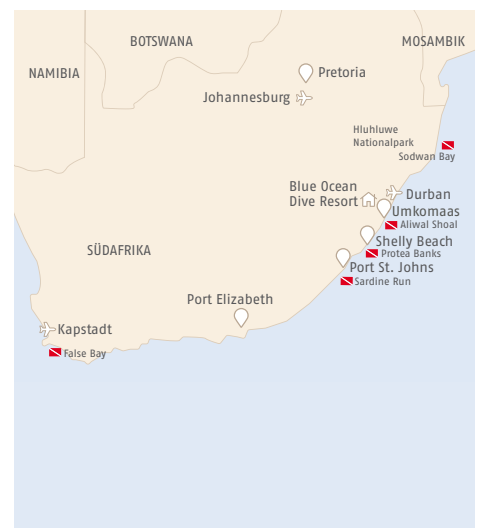 BOTSWANA
MOSAMBIK
NAMIBIA
Pretoria
Johannesburg
Hluhluwe
Nationalpark
Sodwan Bay
Blue Ocean
Dive Resort
Durban
Umkomaas
Aliwal Shoal
Shelly Beach
Protea Banks
SÜDAFRIKA
Port St. Johns
Sardine Run
Port Elizabeth
Kapstadt
False Bay